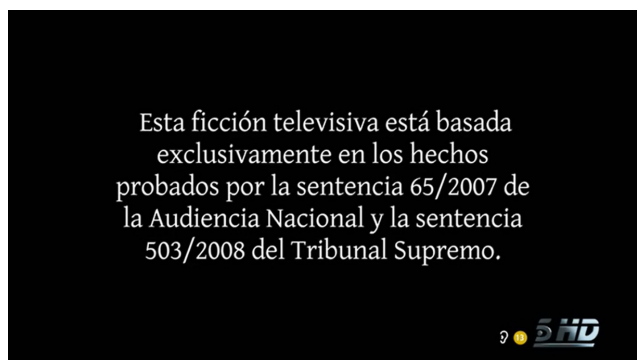 Esta ficción televisiva está basada
exclusivamente en los hechos
probados por la sentencia 65/2007 de
la Audiencia Nacional y la sentencia
503/2008 del Tribunal Supremo.
13 5 HD